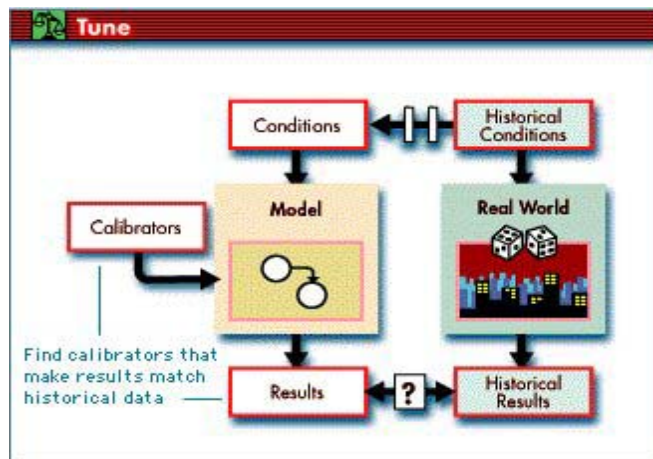 Tune
Conditions
Historical
Conditions
Model
Real World
Calibrators
Find calibrators that
make results match
historical data
Results
?
Historical
Results